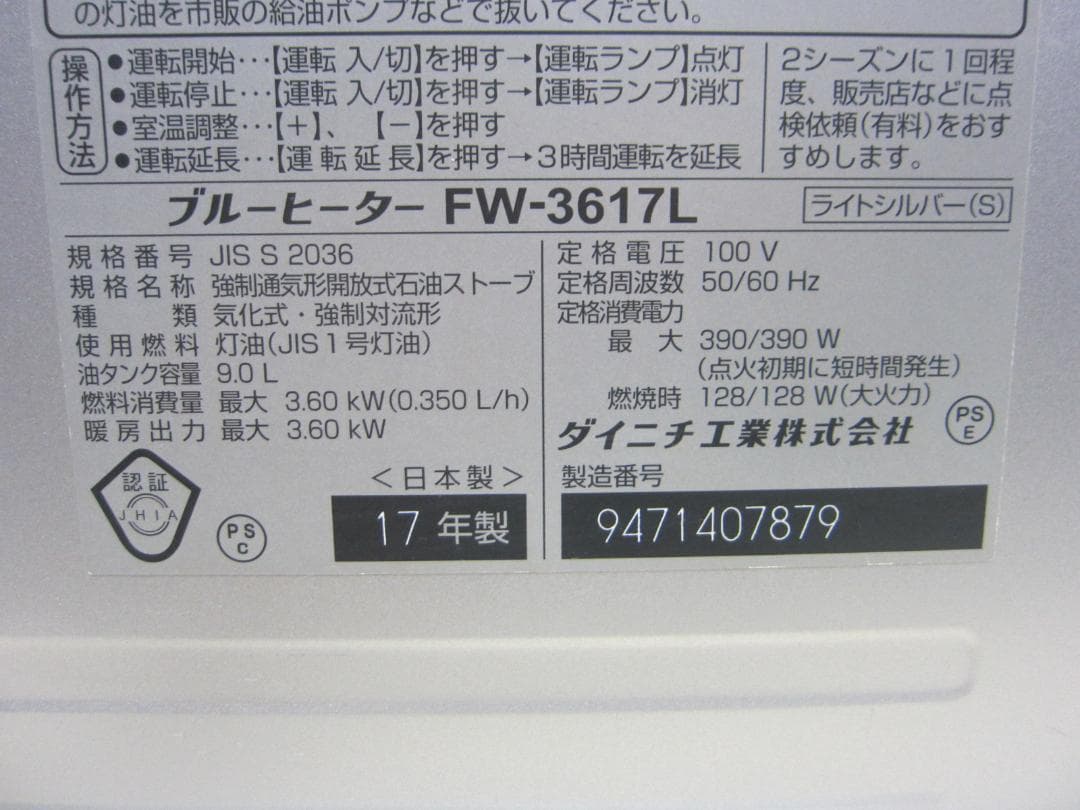 の灯油を市販の給油ポンプなどで抜いてください。
操作方法
●運転開始･･･【運転 入/切】を押す→【運転ランプ】点灯
●運転停止･･･【運転 入/切】を押す→【運転ランプ】消灯
●室温調整･･･【＋】、【－】を押す
●運転延長･･･【運転延長】を押す→3時間運転を延長
2シーズンに1回程
度、販売店などに点
検依頼(有料)をおす
すめします。
ブルーヒーター FW-3617L
ライトシルバー(S)
規格番号 JIS S 2036
規格名称 強制通気形開放式石油ストーブ
種類 気化式・強制対流形
使用燃料 灯油(JIS1号灯油)
油タンク容量 9.0 L
燃料消費量 最大 3.60 kW(0.350 L/h)
暖房出力 最大 3.60 kW
認証
JHIA
PS
C
<日本製>
17年製
定格電圧 100 V
定格周波数 50/60 Hz
定格消費電力
最大 390/390 W
(点火初期に短時間発生)
燃焼時 128/128 W(大火力)
ダイニチ工業株式会社
PS
E
製造番号
9471407879